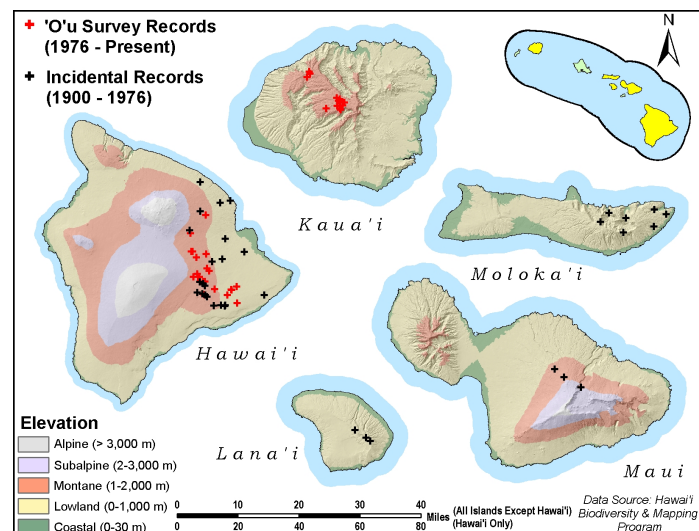 'O'u Survey Records
(1976 - Present)
Incidental Records
(1900 - 1976)
N
Kaua'i
Moloka'i
Hawai'i
Lana'i
Maui
Elevation
Alpine (> 3,000 m)
Subalpine (2-3,000 m)
Montane (1-2,000 m)
Lowland (0-1,000 m)
Coastal (0-30 m)
0 10 20 30 40
0 20 40 60 80
Miles
(All Islands Except Hawai'i)
(Hawai'i Only)
Data Source: Hawai'i
Biodiversity & Mapping
Program